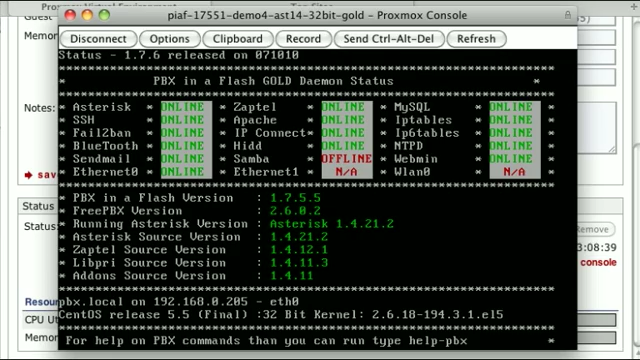 Proxmox Virtual Environment
Top Sites
piaf-17551-demo4-ast14-32bit-gold - Proxmox Console
Disconnect Options Clipboard Record Send Ctrl-Alt-Del Refresh
Guest
Memor
Notes:
save
Status
Status:
Remove
3:08:39
console
Resour
CPU Ut
Memor
Status - 1.7.6 released on 071010
****************************************************************
* PBX in a Flash GOLD Daemon Status *
****************************************************************
* Asterisk * ONLINE * Zaptel * ONLINE * MySQL * ONLINE *
* SSH * ONLINE * Apache * ONLINE * Iptables * ONLINE *
* Fail2ban * ONLINE * IP Connect* ONLINE * Ip6tables * ONLINE *
* BlueTooth * ONLINE * Hidd * ONLINE * NTPD * ONLINE *
* Sendmail * ONLINE * Samba * OFFLINE * Webmin * ONLINE *
* Ethernet0 * ONLINE * Ethernet1 * N/A * Wlan0 * N/A *
****************************************************************
* PBX in a Flash Version : 1.7.5.5
* FreePBX Version : 2.6.0.2
* Running Asterisk Version : Asterisk 1.4.21.2
* Asterisk Source Version : 1.4.21.2
* Zaptel Source Version : 1.4.12.1
* Libpri Source Version : 1.4.11.3
* Addons Source Version : 1.4.11
****************************************************************
pbx.local on 192.168.0.205 - eth0
CentOS release 5.5 (Final) :32 Bit Kernel: 2.6.18-194.3.1.el5
****************************************************************
* For help on PBX commands than you can run type help-pbx *